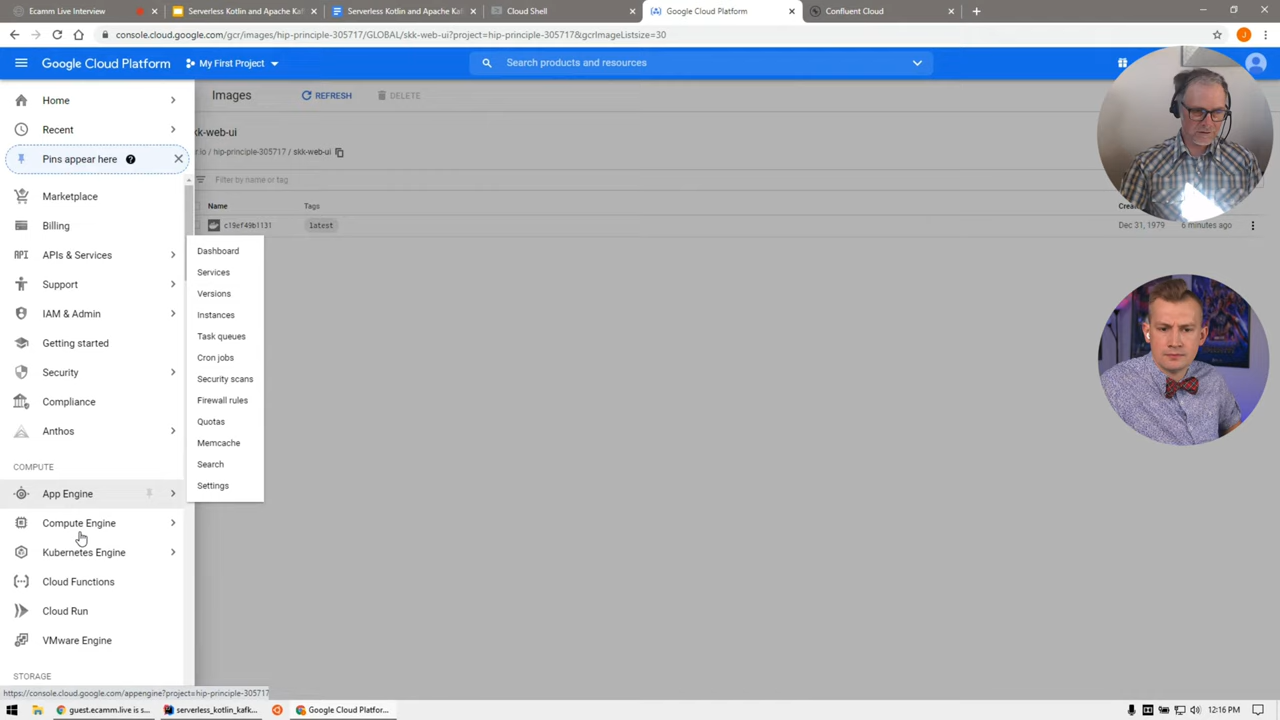 Ecamm Live Interview
Serverless Kotlin and Apache Kaf
Serverless Kotlin and Apache Kaf
Cloud Shell
Google Cloud Platform
Confluent Cloud
console.cloud.google.com/gcr/images/hip-principle-305717/GLOBAL/skk-web-ui?project=hip-principle-305717&gcrImageListsize=30
J
Google Cloud Platform
My First Project
Search products and resources
Home
Recent
Pins appear here
Marketplace
Billing
APIs & Services
Support
IAM & Admin
Getting started
Security
Compliance
Anthos
COMPUTE
App Engine
Compute Engine
Kubernetes Engine
Cloud Functions
Cloud Run
VMware Engine
STORAGE
Dashboard
Services
Versions
Instances
Task queues
Cron jobs
Security scans
Firewall rules
Quotas
Memcache
Search
Settings
Images
REFRESH
DELETE
kk-web-ui
.io / hip-principle-305717 / skk-web-ui
Filter by name or tag
Name
Tags
c19ef49b1131
latest
Dec 31, 1979
6 minutes ago
https://console.cloud.google.com/appengine?project=hip-principle-305717
guest.ecamm.live is s...
serverless_kotlin_kafk...
Google Cloud Platfor...
12:16 PM